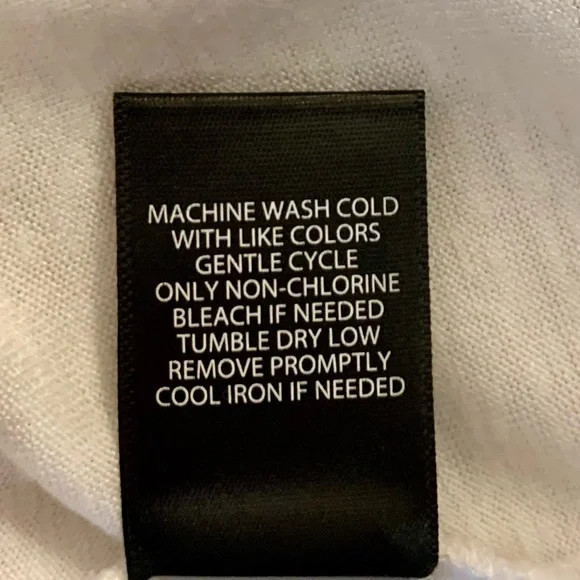 MACHINE WASH COLD
WITH LIKE COLORS
GENTLE CYCLE
ONLY NON-CHLORINE
BLEACH IF NEEDED
TUMBLE DRY LOW
REMOVE PROMPTLY
COOL IRON IF NEEDED